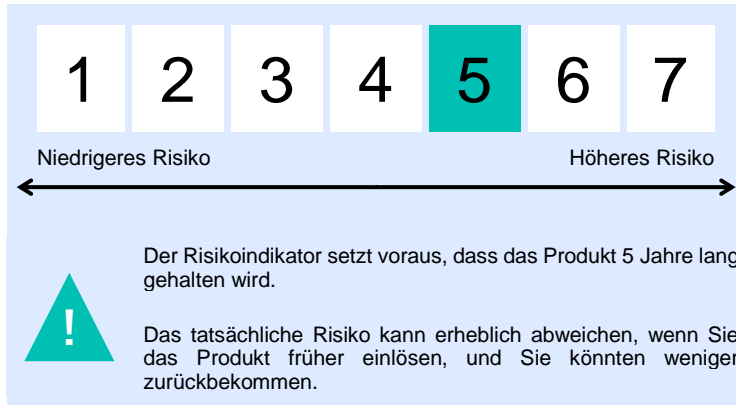 1 2 3 4 5 6 7
Niedrigeres Risiko Höheres Risiko
Der Risikoindikator setzt voraus, dass das Produkt 5 Jahre lang
gehalten wird.
!
Das tatsächliche Risiko kann erheblich abweichen, wenn Sie
das Produkt früher einlösen, und Sie könnten weniger
zurückbekommen.